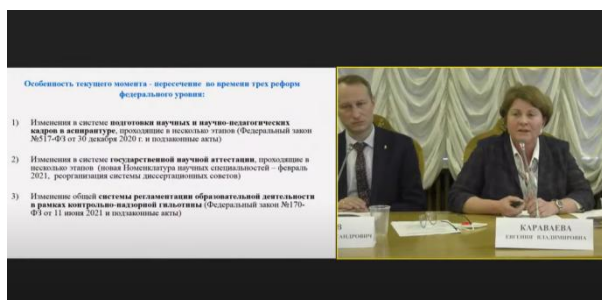 Особенность текущего момента - пересечение во времени трех реформ
федерального уровня:
1) Изменения в системе подготовки научных и научно-педагогических
кадров в аспирантуре, проходящие в несколько этапов (Федеральный закон
№517-ФЗ от 30 декабря 2020 г. и подзаконные акты)
2) Изменения в системе государственной научной аттестации, проходящие в
несколько этапов (новая Номенклатура научных специальностей – февраль
2021, реорганизация системы диссертационных советов)
3) Изменение общей системы регламентации образовательной деятельности
в рамках контрольно-надзорной гильотины (Федеральный закон №170-
ФЗ от 11 июня 2021 и подзаконные акты)
АНДРОВИЧ
КАРАВАЕВА
ЕВГЕНИЯ ВЛАДИМИРОВНА